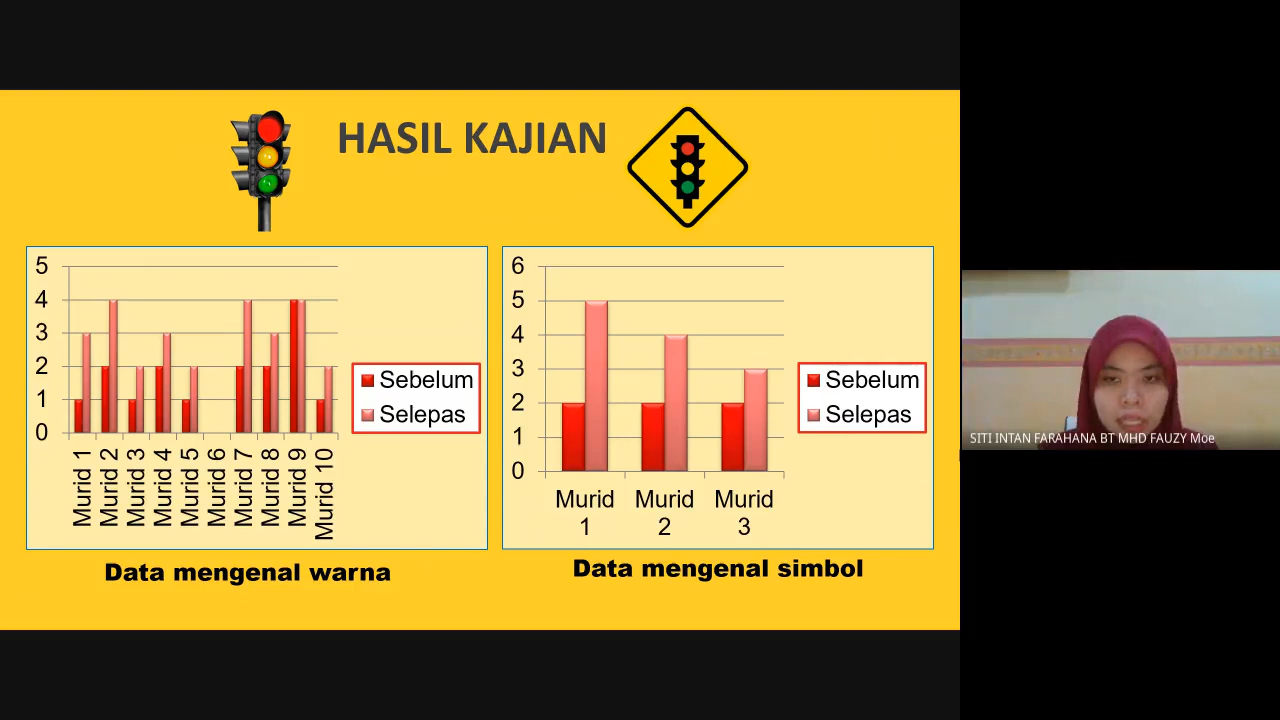 HASIL KAJIAN
5
4
3
2
1
0
Murid 1
Murid 2
Murid 3
Murid 4
Murid 5
Murid 6
Murid 7
Murid 8
Murid 9
Murid 10
Sebelum
Selepas
Data mengenal warna
6
5
4
3
2
1
0
Murid
1
Murid
2
Murid
3
Sebelum
Selepas
Data mengenal simbol
SITI INTAN FARAHANA BT MHD FAUZY Moe